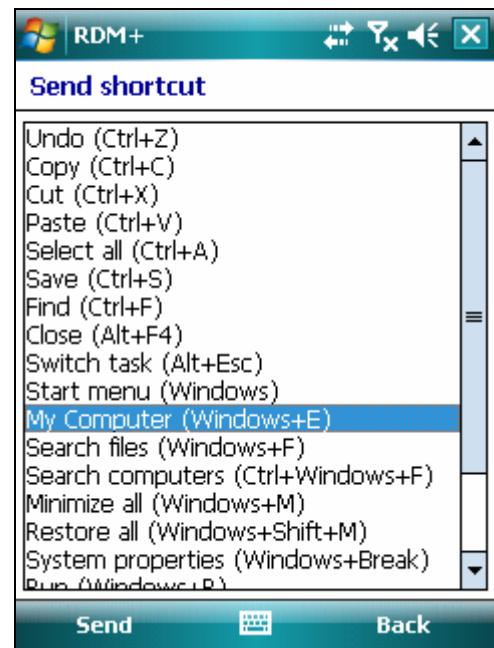 RDM+
Send shortcut
Undo (Ctrl+Z)
Copy (Ctrl+C)
Cut (Ctrl+X)
Paste (Ctrl+V)
Select all (Ctrl+A)
Save (Ctrl+S)
Find (Ctrl+F)
Close (Alt+F4)
Switch task (Alt+Esc)
Start menu (Windows)
My Computer (Windows+E)
Search files (Windows+F)
Search computers (Ctrl+Windows+F)
Minimize all (Windows+M)
Restore all (Windows+Shift+M)
System properties (Windows+Break)
Run (Windows+R)
Send Back